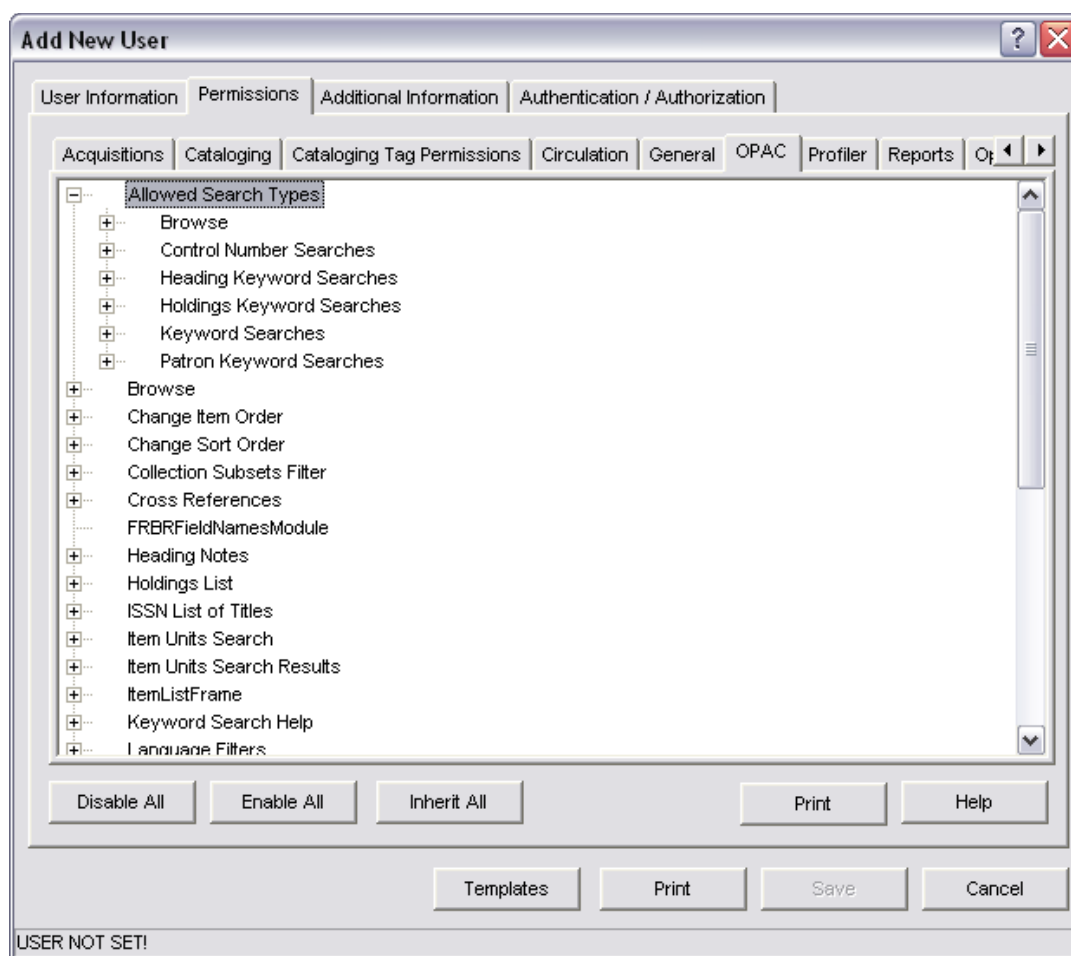 Add New User
User Information Permissions Additional Information Authentication / Authorization
Acquisitions Cataloging Cataloging Tag Permissions Circulation General OPAC Profiler Reports
Allowed Search Types
Browse
Control Number Searches
Heading Keyword Searches
Holdings Keyword Searches
Keyword Searches
Patron Keyword Searches
Browse
Change Item Order
Change Sort Order
Collection Subsets Filter
Cross References
FRBRFieldNamesModule
Heading Notes
Holdings List
ISSN List of Titles
Item Units Search
Item Units Search Results
ItemListFrame
Keyword Search Help
Language Filters
Disable All Enable All Inherit All Print Help
Templates Print Save Cancel
USER NOT SET!